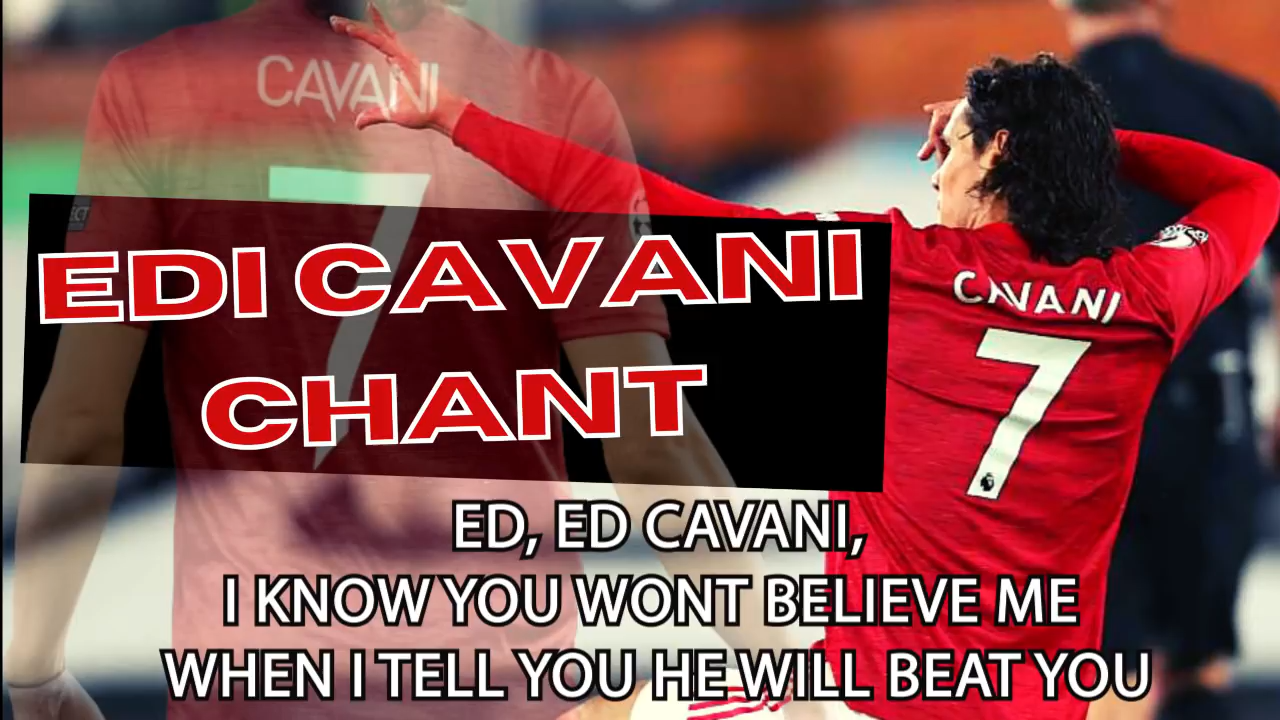 CAVANI
7
EDI CAVANI
CHANT
CAVANI
7
ED, ED CAVANI,
I KNOW YOU WONT BELIEVE ME
WHEN I TELL YOU HE WILL BEAT YOU